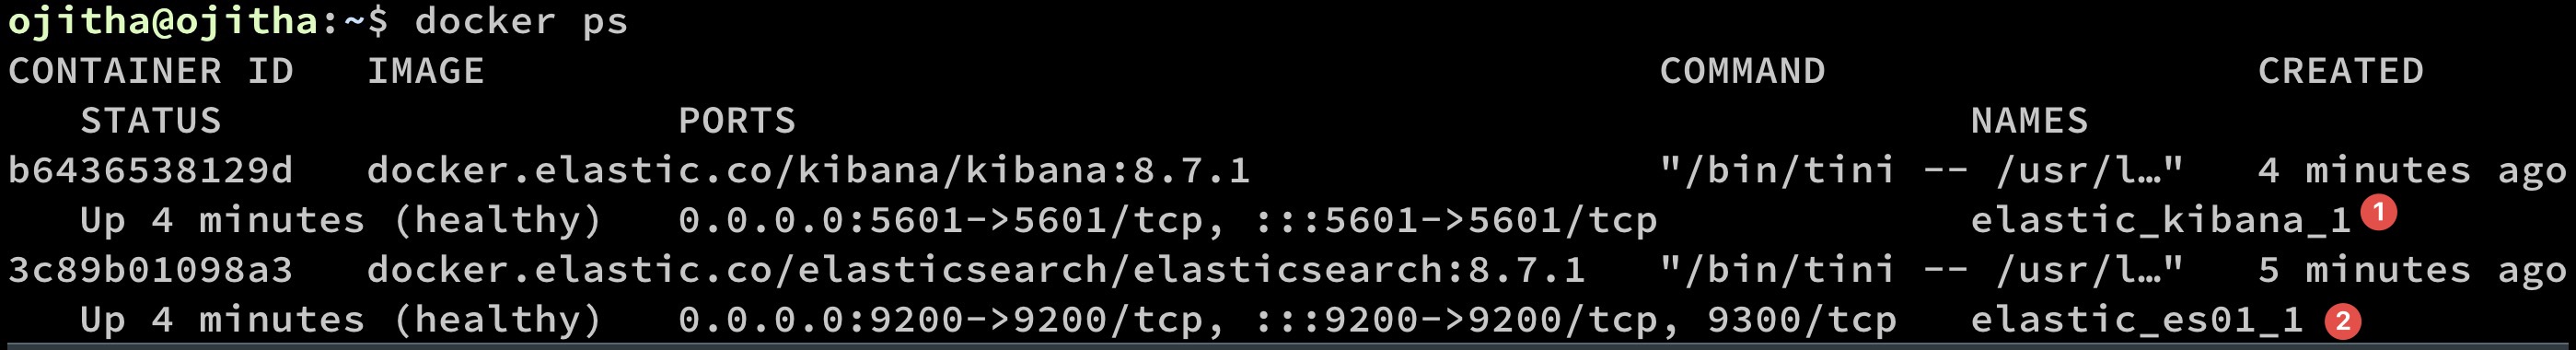 ojitha@ojitha:~$ docker ps
CONTAINER ID   IMAGE                                                 COMMAND                  CREATED
   STATUS                   PORTS                                                 NAMES
b6436538129d   docker.elastic.co/kibana/kibana:8.7.1                 "/bin/tini -- /usr/l…"   4 minutes ago
   Up 4 minutes (healthy)   0.0.0.0:5601->5601/tcp, :::5601->5601/tcp             elastic_kibana_1 1
3c89b01098a3   docker.elastic.co/elasticsearch/elasticsearch:8.7.1   "/bin/tini -- /usr/l…"   5 minutes ago
   Up 4 minutes (healthy)   0.0.0.0:9200->9200/tcp, :::9200->9200/tcp, 9300/tcp   elastic_es01_1 2